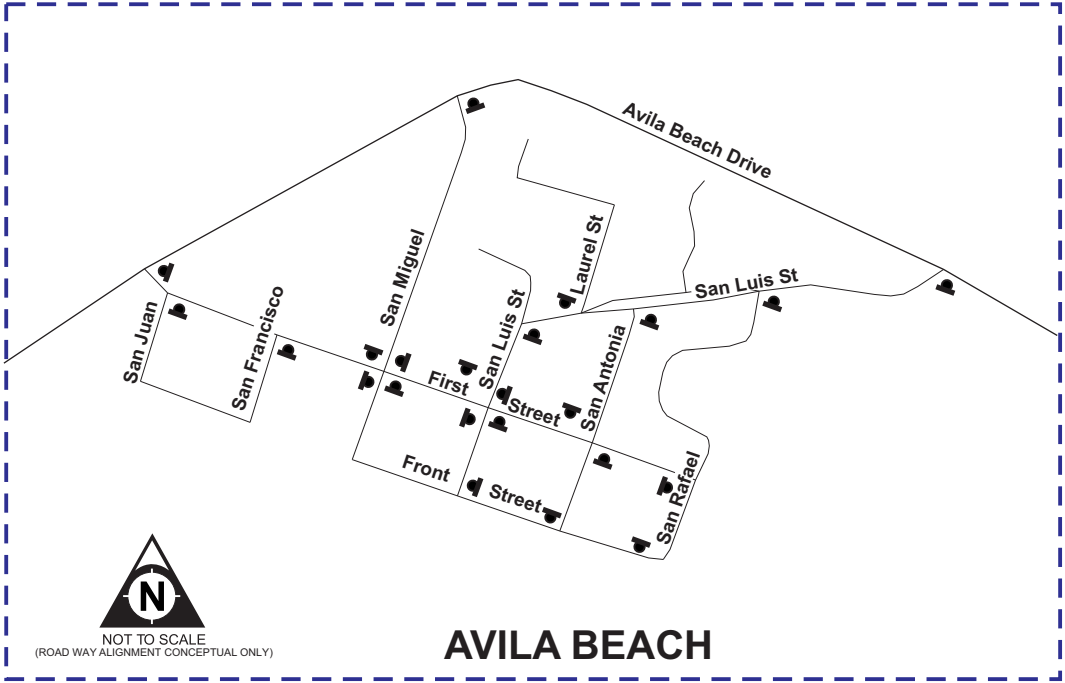 Avila Beach Drive
Laurel St
San Miguel
San Luis St
San Juan
San Francisco
San Luis St
San Antonia
First
Street
Front
Street
San Rafael
N
NOT TO SCALE
(ROAD WAY ALIGNMENT CONCEPTUAL ONLY)
AVILA BEACH